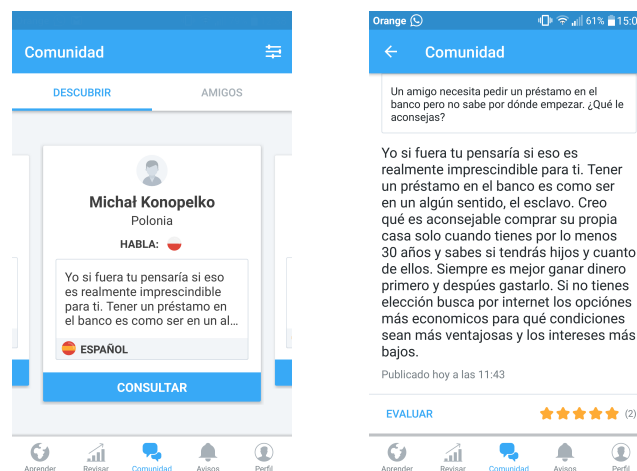 Comunidad
DESCUBRIR
AMIGOS
Michał Konopelko
Polonia
HABLA:
Yo si fuera tu pensaría si eso
es realmente imprescindible
para ti. Tener un préstamo en
el banco es como ser en un al...
ESPAÑOL
CONSULTAR
Aprender
Revisar
Comunidad
Avisos
Perfil
Orange
61%
15:0
Comunidad
Un amigo necesita pedir un préstamo en el
banco pero no sabe por dónde empezar. ¿Qué le
aconsejas?
Yo si fuera tu pensaría si eso es
realmente imprescindible para ti. Tener
un préstamo en el banco es como ser
en un algún sentido, el esclavo. Creo
qué es aconsejable comprar su propia
casa solo cuando tienes por lo menos
30 años y sabes si tendrás hijos y cuanto
de ellos. Siempre es mejor ganar dinero
primero y despúes gastarlo. Si no tienes
elección busca por internet los opciónes
más economicos para qué condiciones
sean más ventajosas y los intereses más
bajos.
Publicado hoy a las 11:43
EVALUAR
(2)
Aprender
Revisar
Comunidad
Avisos
Perfil